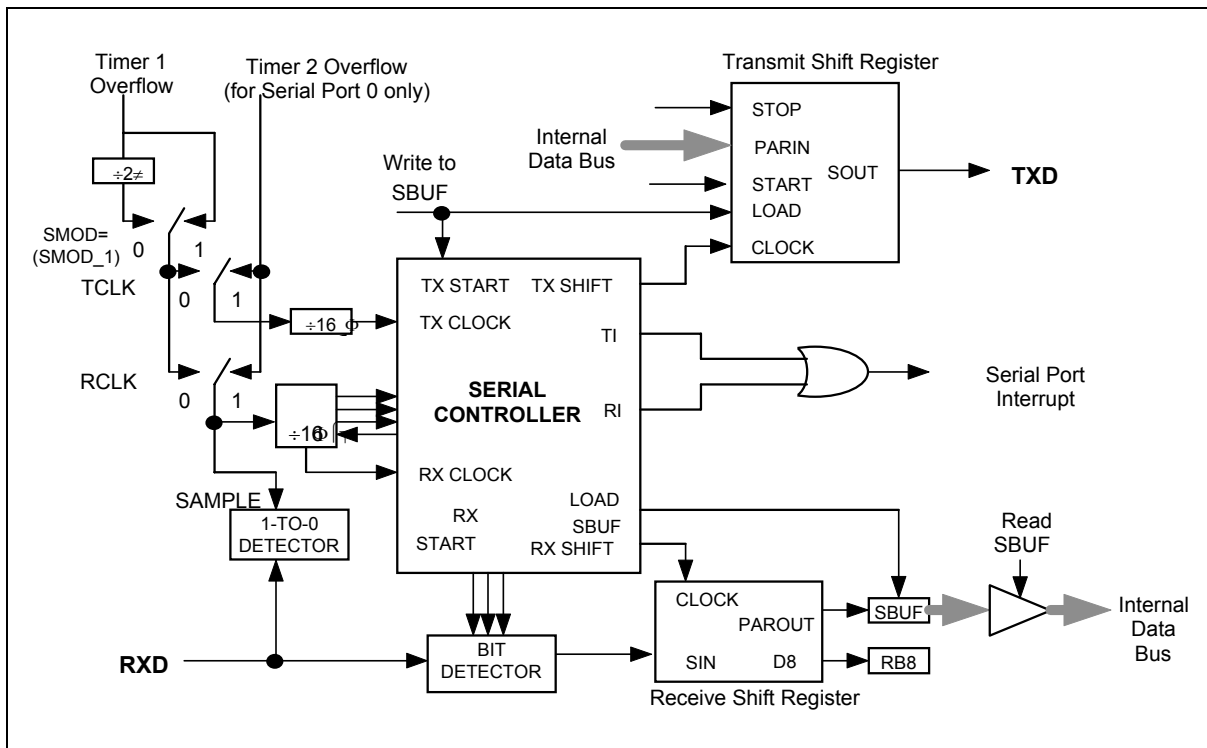 Timer 1
Overflow
Timer 2 Overflow
(for Serial Port 0 only)
Transmit Shift Register
STOP
PARIN
START
LOAD
CLOCK
SOUT
Internal
Data Bus
TXD
÷2≠
Write to
SBUF
SMOD=
(SMOD_1)
0
1
TCLK
0
1
RCLK
0
1
÷16
÷16
SAMPLE
1-TO-0
DETECTOR
TX START
TX SHIFT
TX CLOCK
TI
SERIAL
CONTROLLER
RI
RX CLOCK
LOAD
SBUF
RX
START
RX SHIFT
Serial Port
Interrupt
Read
SBUF
CLOCK
PAROUT
SIN
D8
Receive Shift Register
SBUF
RB8
Internal
Data
Bus
RXD
BIT
DETECTOR